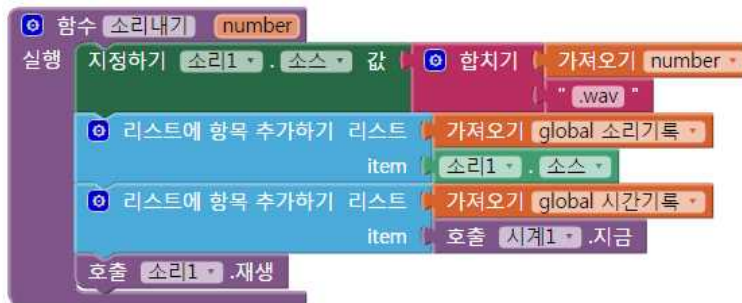 함수 소리내기 number
실행 지정하기 소리1 . 소스 값 합치기 가져오기 number
" .wav "
리스트에 항목 추가하기 리스트 가져오기 global 소리기록
item 소리1 . 소스
리스트에 항목 추가하기 리스트 가져오기 global 시간기록
item 호출 시계1 .지금
호출 소리1 .재생